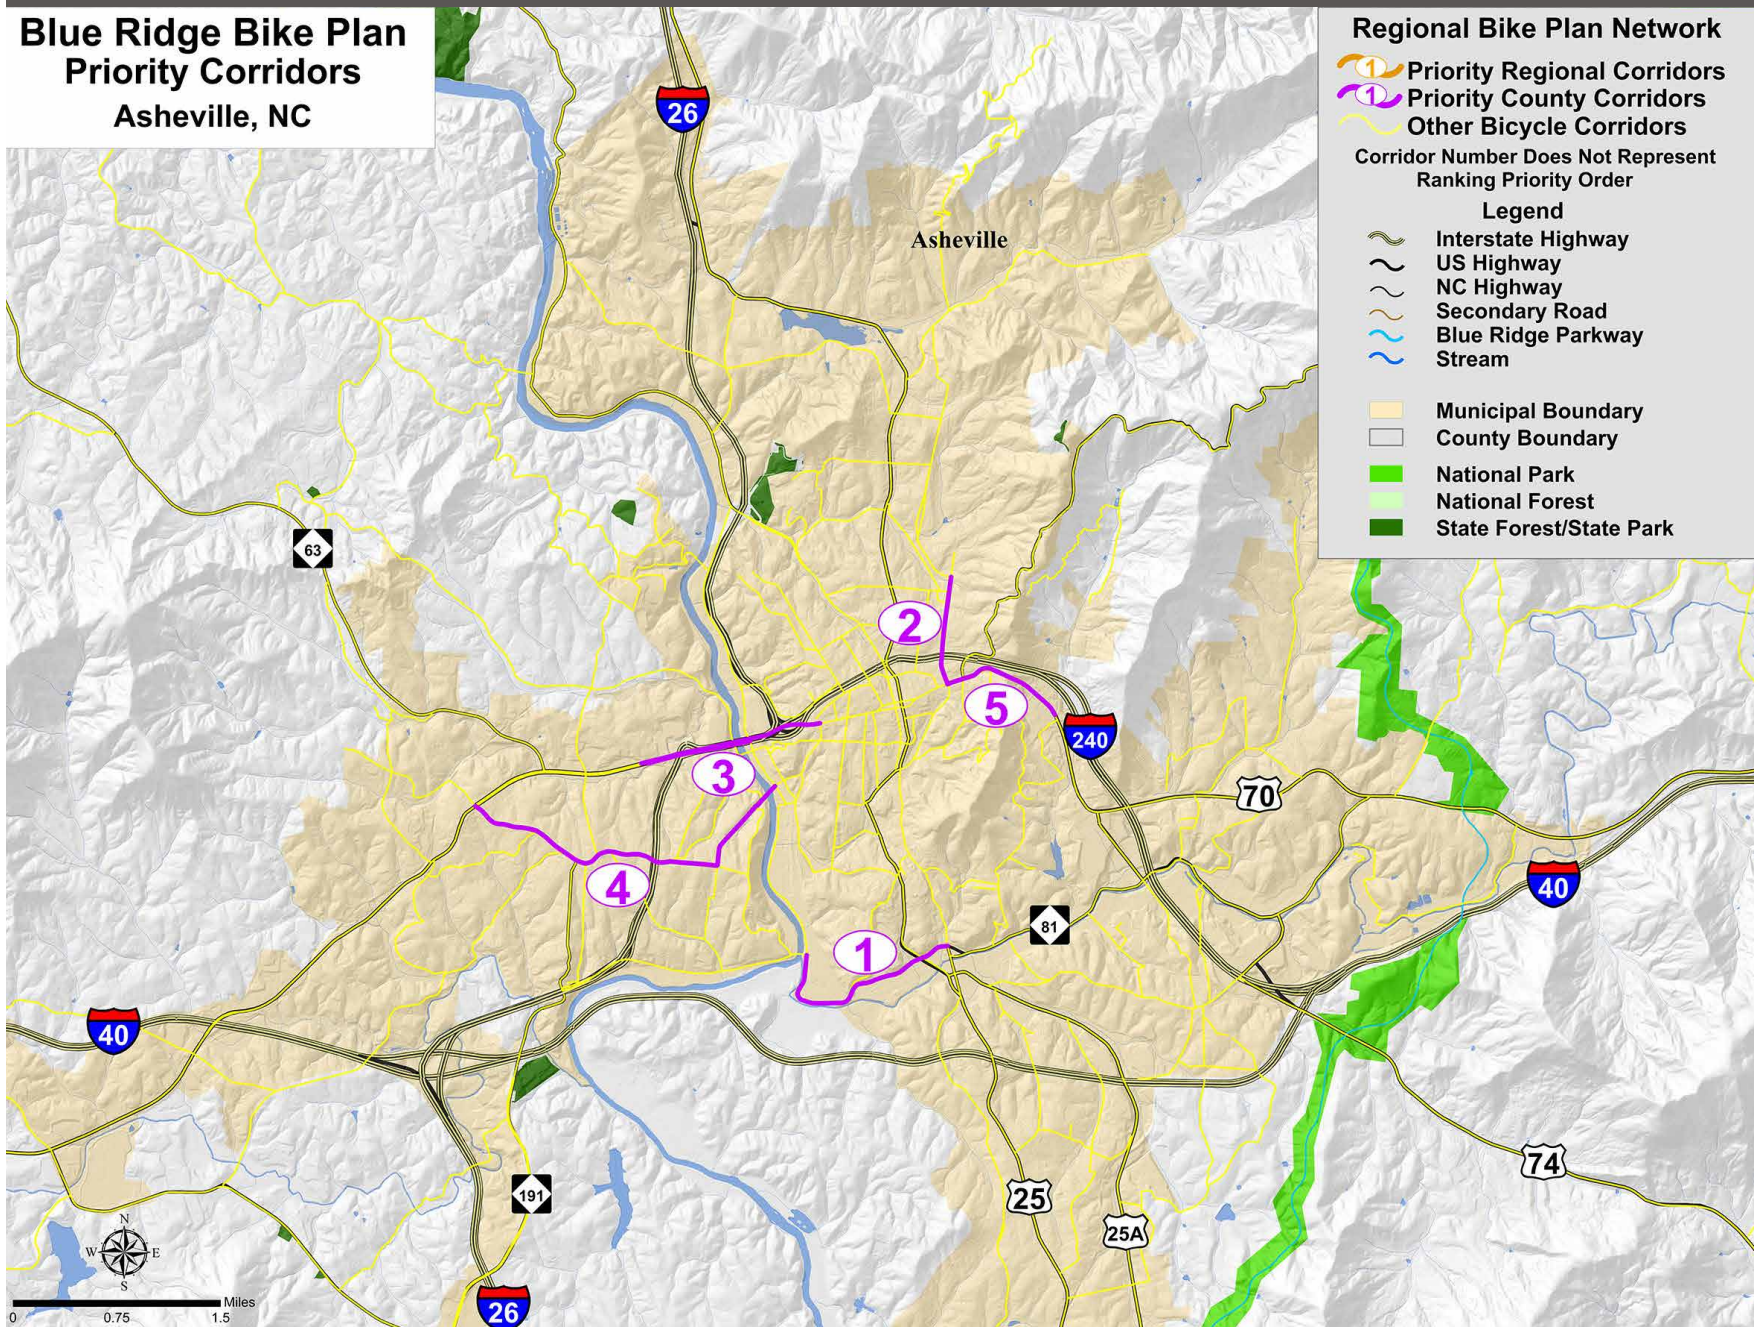 Blue Ridge Bike Plan
Priority Corridors
Asheville, NC
Regional Bike Plan Network
1 Priority Regional Corridors
1 Priority County Corridors
Other Bicycle Corridors
Corridor Number Does Not Represent
Ranking Priority Order
Legend
Interstate Highway
US Highway
NC Highway
Secondary Road
Blue Ridge Parkway
Stream
Municipal Boundary
County Boundary
National Park
National Forest
State Forest/State Park
26
Asheville
63
2
5
240
3
70
4
40
81
1
40
74
191
25
25A
N
W E
S
26
Miles
0 0.75 1.5